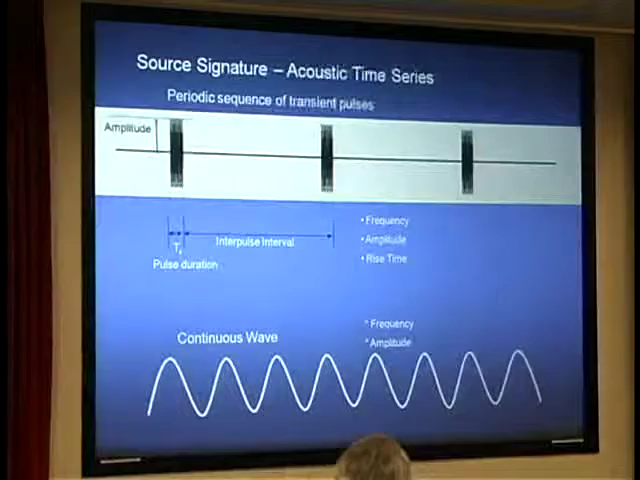 Source Signature – Acoustic Time Series
Periodic sequence of transient pulses
Amplitude
• Frequency
Interpulse Interval
• Amplitude
• Rise Time
Pulse duration
Continuous Wave
* Frequency
* Amplitude